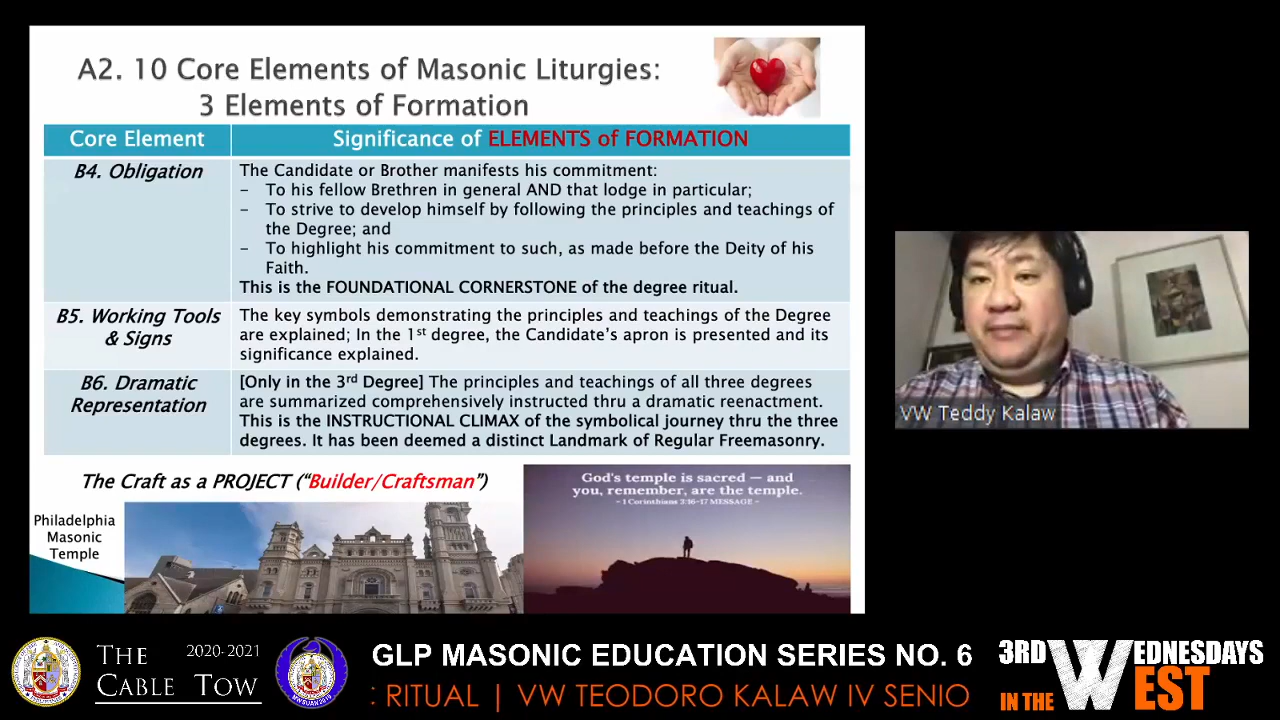 A2. 10 Core Elements of Masonic Liturgies:
3 Elements of Formation
Core Element
Significance of ELEMENTS of FORMATION
B4. Obligation
The Candidate or Brother manifests his commitment:
– To his fellow Brethren in general AND that lodge in particular;
– To strive to develop himself by following the principles and teachings of
the Degree; and
– To highlight his commitment to such, as made before the Deity of his
Faith.
This is the FOUNDATIONAL CORNERSTONE of the degree ritual.
B5. Working Tools
& Signs
The key symbols demonstrating the principles and teachings of the Degree
are explained; In the 1st degree, the Candidate's apron is presented and its
significance explained.
B6. Dramatic
Representation
[Only in the 3rd Degree] The principles and teachings of all three degrees
are summarized comprehensively instructed thru a dramatic reenactment.
This is the INSTRUCTIONAL CLIMAX of the symbolical journey thru the three
degrees. It has been deemed a distinct Landmark of Regular Freemasonry.
The Craft as a PROJECT ("Builder/Craftsman")
Philadelphia
Masonic
Temple
God's temple is sacred — and
you, remember, are the temple.
~ 1 Corinthians 3:16-17 MESSAGE ~
VW Teddy Kalaw
THE
CABLE TOW
2020-2021
GLP MASONIC EDUCATION SERIES NO. 6
: RITUAL | VW TEODORO KALAW IV SENIO
3RD WEDNESDAYS
IN THE WEST